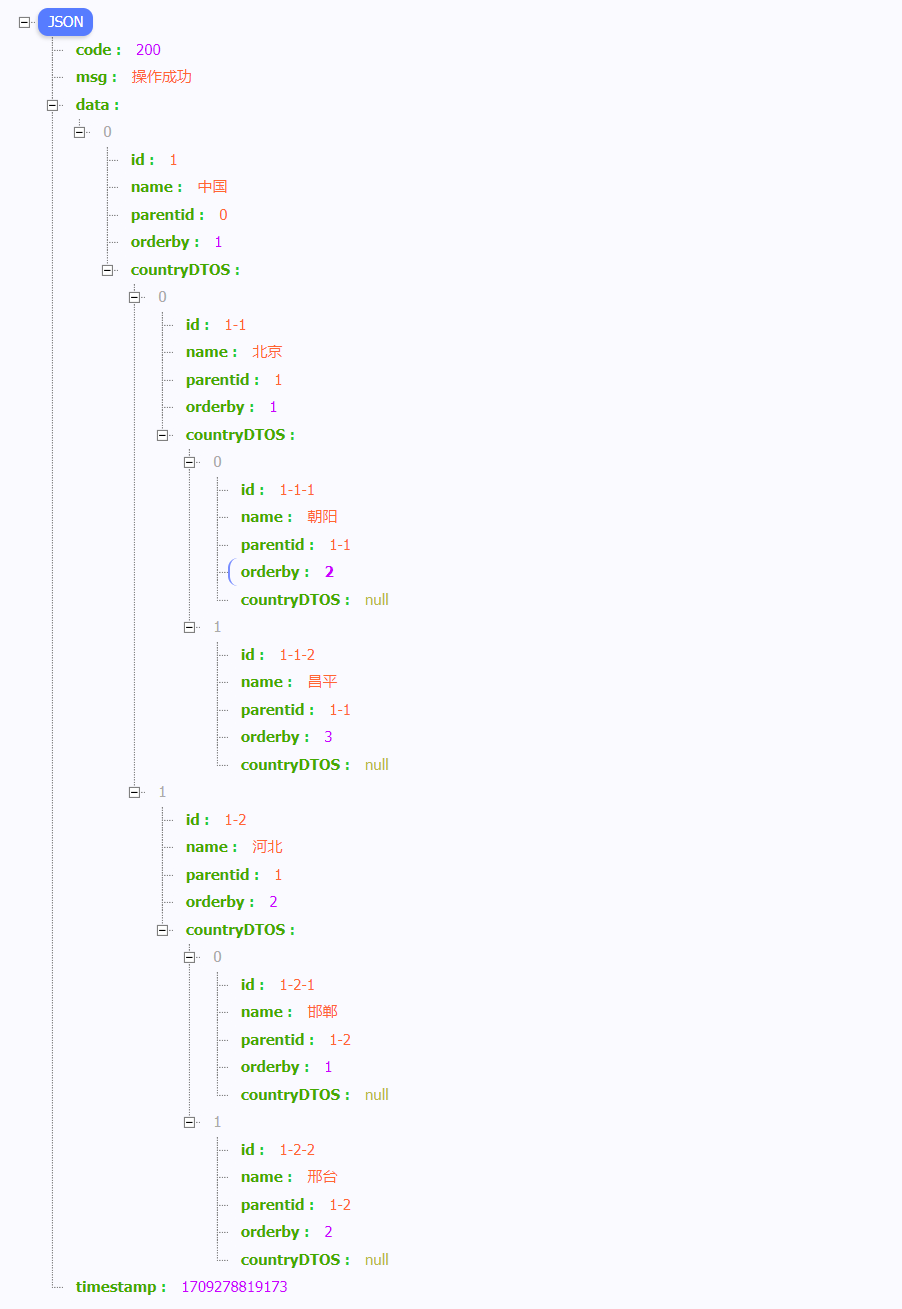 JSON
code : 200
msg : 操作成功
data :
0
id : 1
name : 中国
parentid : 0
orderby : 1
countryDTOS :
0
id : 1-1
name : 北京
parentid : 1
orderby : 1
countryDTOS :
0
id : 1-1-1
name : 朝阳
parentid : 1-1
orderby : 2
countryDTOS : null
1
id : 1-1-2
name : 昌平
parentid : 1-1
orderby : 3
countryDTOS : null
1
id : 1-2
name : 河北
parentid : 1
orderby : 2
countryDTOS :
0
id : 1-2-1
name : 邯郸
parentid : 1-2
orderby : 1
countryDTOS : null
1
id : 1-2-2
name : 邢台
parentid : 1-2
orderby : 2
countryDTOS : null
timestamp : 1709278819173